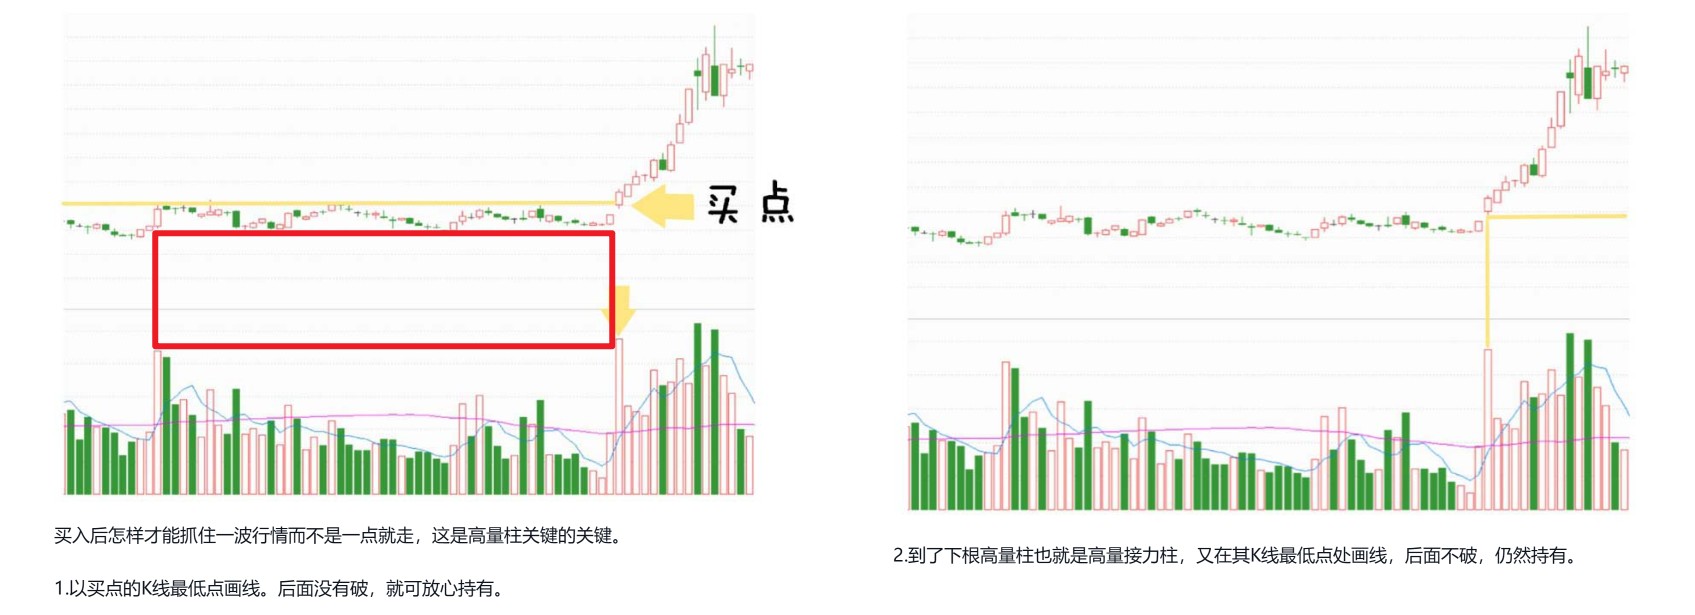 买点
买入后怎样才能抓住一波行情而不是一点就走，这是高量柱关键的关键。
1.以买点的K线最低点画线。后面没有破，就可放心持有。
2.到了下根高量柱也就是高量接力柱，又在其K线最低点处画线，后面不破，仍然持有。